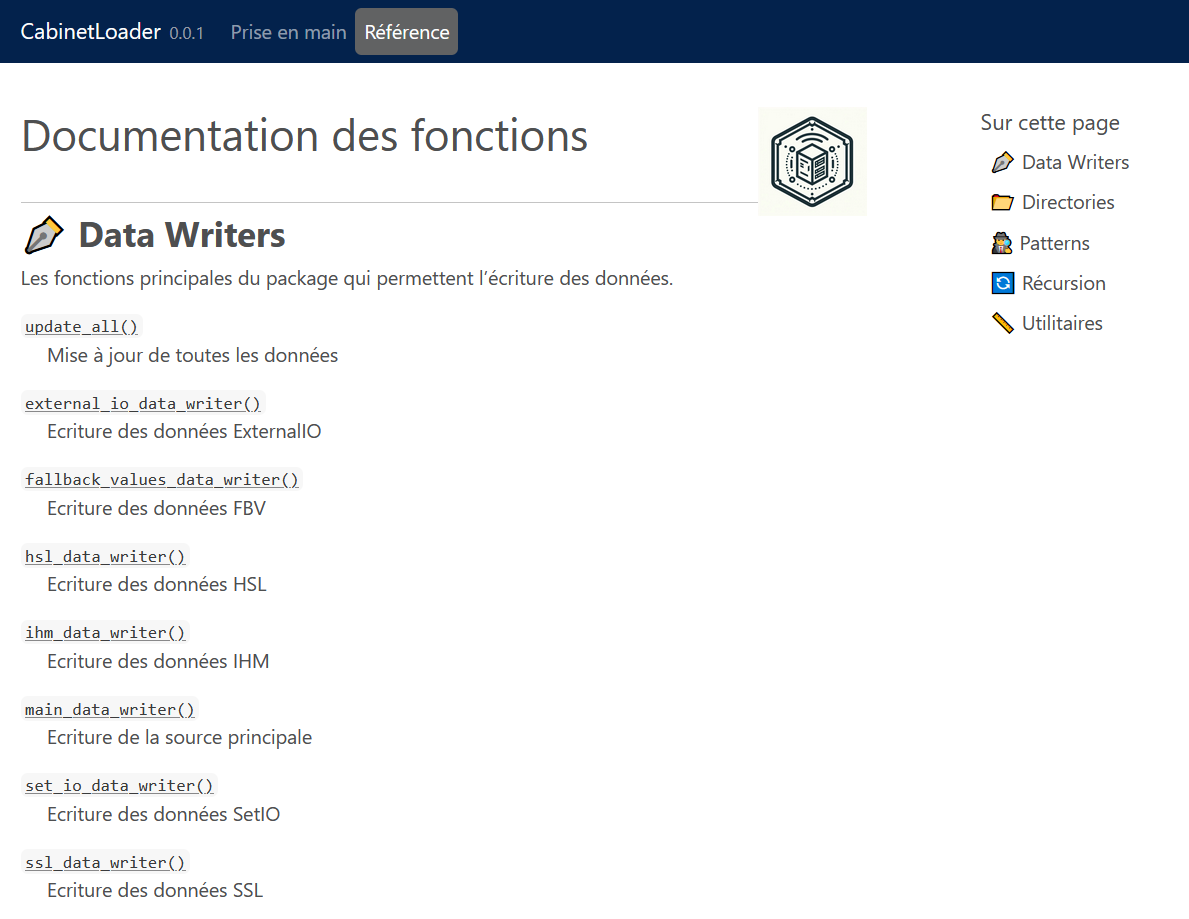 CabinetLoader 0.0.1 Prise en main Référence
Documentation des fonctions
Data Writers
Les fonctions principales du package qui permettent l’écriture des données.
update_all()
Mise à jour de toutes les données
external_io_data_writer()
Ecriture des données ExternalIO
fallback_values_data_writer()
Ecriture des données FBV
hsl_data_writer()
Ecriture des données HSL
ihm_data_writer()
Ecriture des données IHM
main_data_writer()
Ecriture de la source principale
set_io_data_writer()
Ecriture des données SetIO
ssl_data_writer()
Ecriture des données SSL
Sur cette page
Data Writers
Directories
Patterns
Récursion
Utilitaires